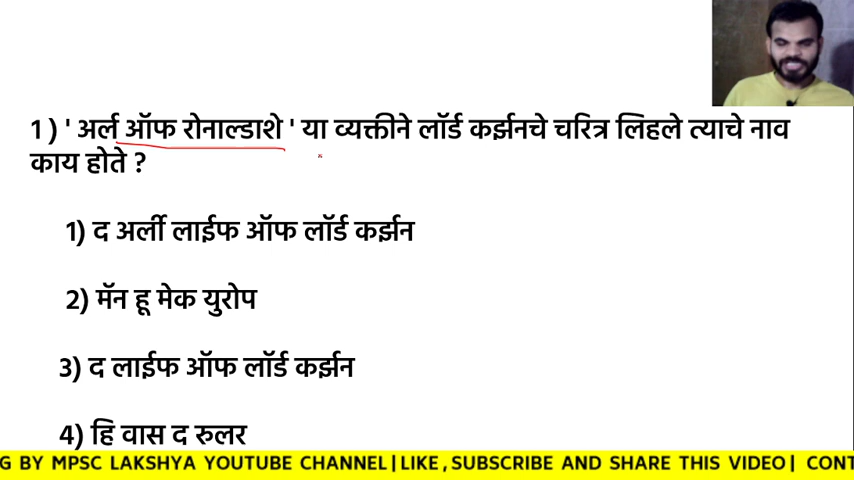 1 ) ' अर्ल ऑफ रोनाल्डाशे ' या व्यक्तीने लॉर्ड कर्झनचे चरित्र लिहले त्याचे नाव
काय होते ?
1) द अर्ली लाईफ ऑफ लॉर्ड कर्झन
2) मॅन हू मेक युरोप
3) द लाईफ ऑफ लॉर्ड कर्झन
4) हि वास द रुलर
G BY MPSC LAKSHYA YOUTUBE CHANNEL| LIKE , SUBSCRIBE AND SHARE THIS VIDEO| CONT